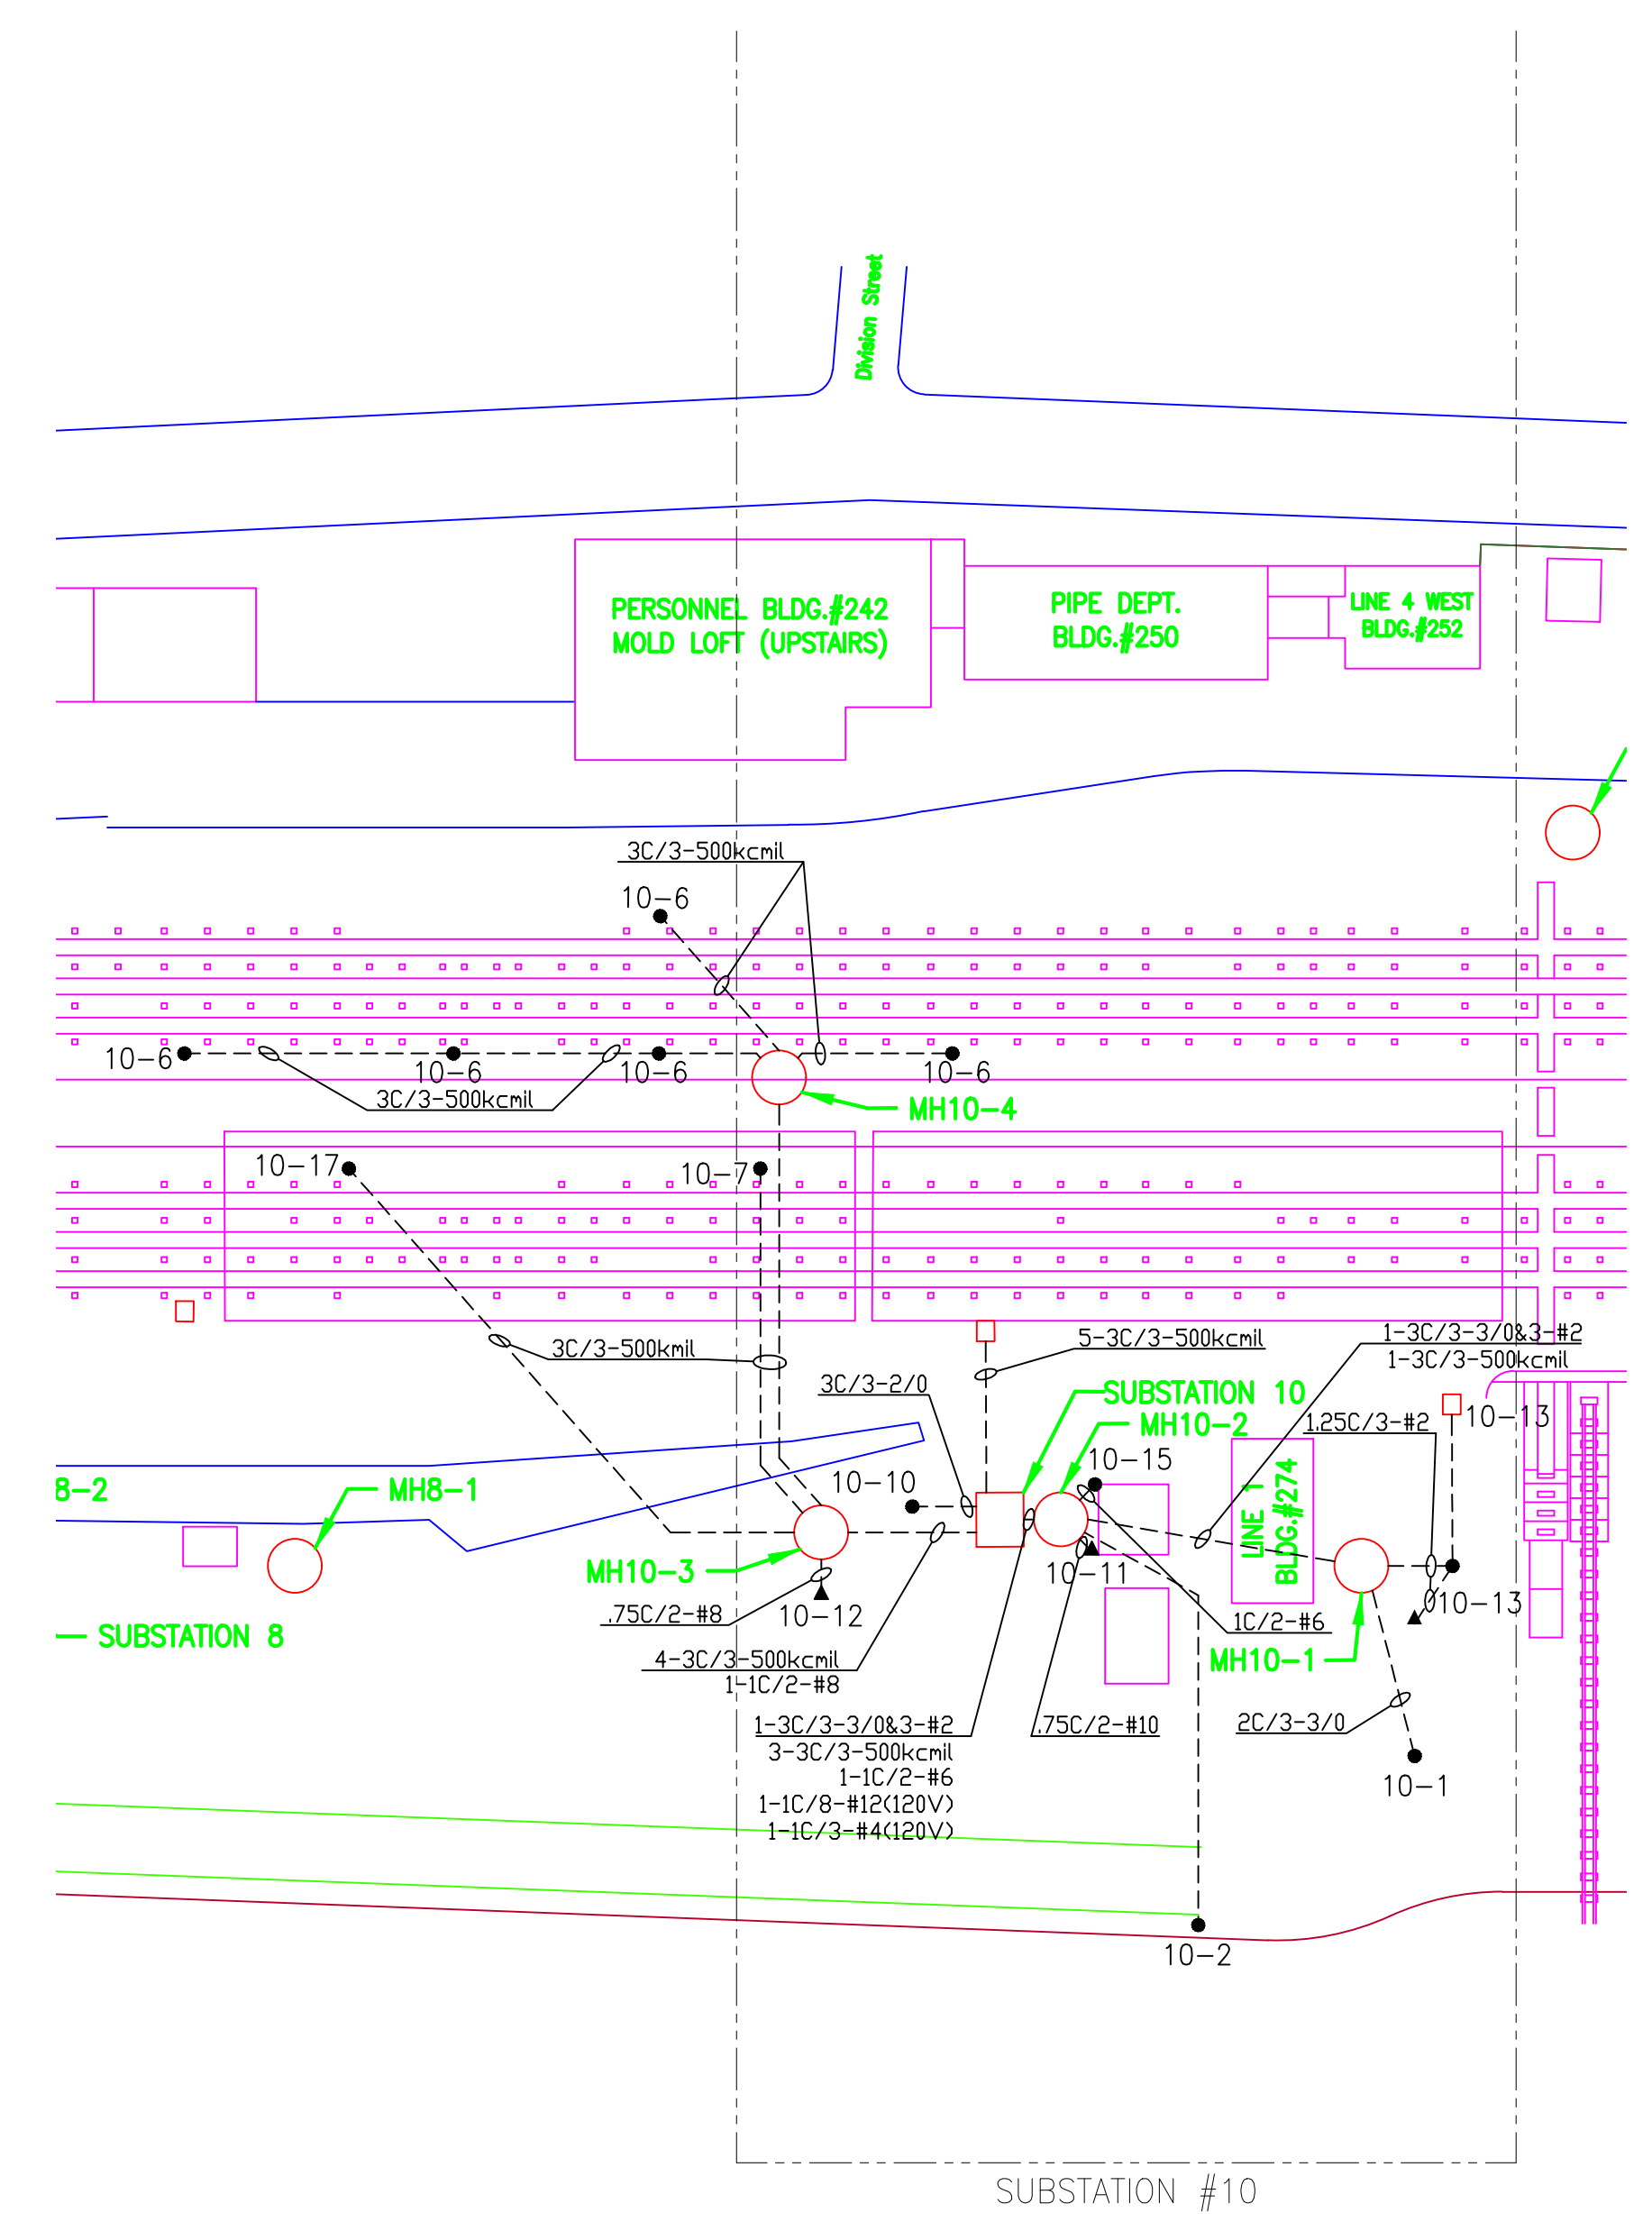 Division Street
PERSONNEL BLDG.#242
MOLD LOFT (UPSTAIRS)
PIPE DEPT.
BLDG.#250
LINE 4 WEST
BLDG.#252
3C/3-500kcmil
10-6
10-6
10-6
10-6
10-6
3C/3-500kcmil
MH10-4
10-17
10-7
3C/3-500kmil
5-3C/3-500kcmil
1-3C/3-3/0&3-#2
1-3C/3-500kcmil
3C/3-2/0
SUBSTATION 10
MH10-2
10-13
1.25C/3-#2
10-15
10-10
8-2
MH8-1
LINE 1
BLDG.#274
MH10-3
10-11
10-12
10-13
.75C/2-#8
1C/2-#6
SUBSTATION 8
MH10-1
4-3C/3-500kcmil
1-1C/2-#8
1-3C/3-3/0&3-#2
3-3C/3-500kcmil
1-1C/2-#6
1-1C/8-#12(120V)
1-1C/3-#4(120V)
.75C/2-#10
2C/3-3/0
10-1
10-2
SUBSTATION #10